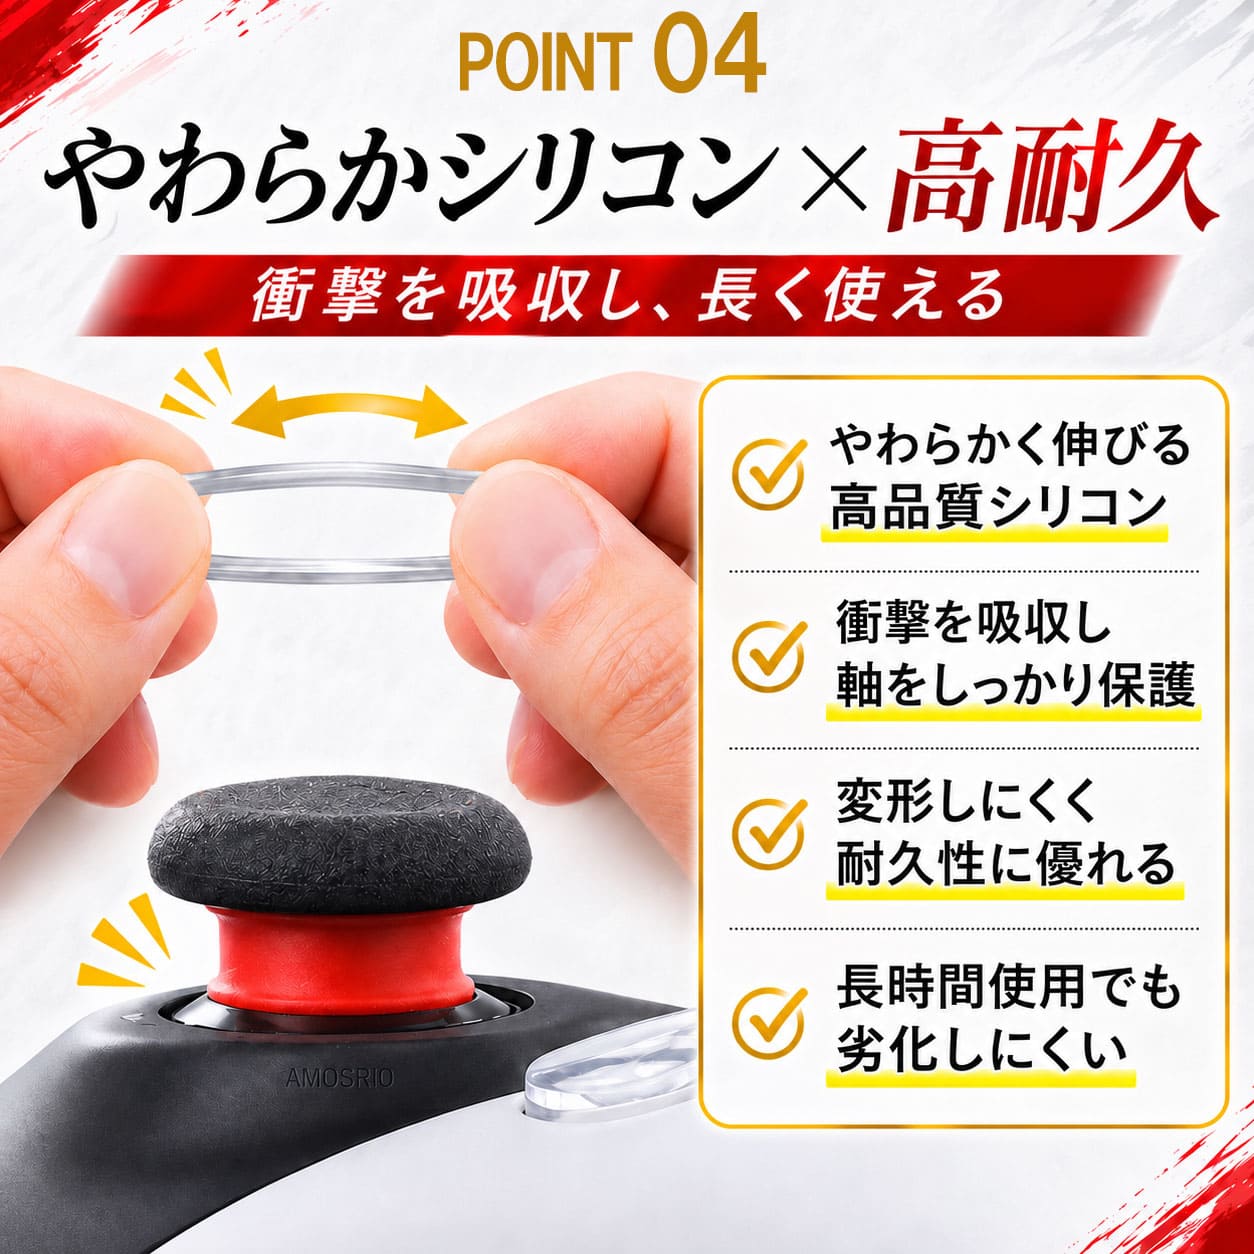 POINT 04
やわらかシリコン×高耐久
衝撃を吸収し、長く使える
やわらかく伸びる
高品質シリコン
衝撃を吸収し
軸をしっかり保護
変形しにくく
耐久性に優れる
長時間使用でも
劣化しにくい
AMOSRIO